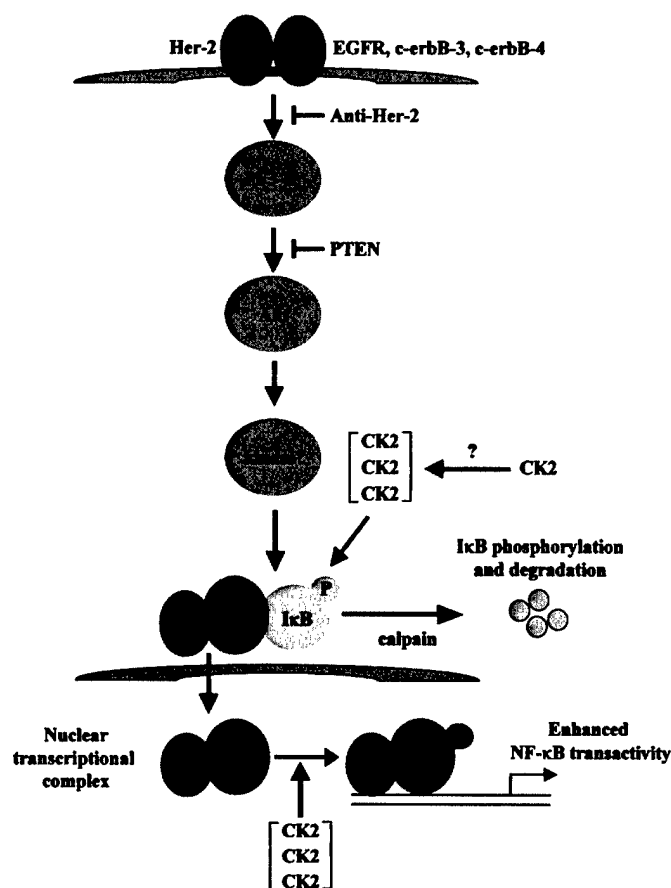 Her-2
EGFR, c-erbB-3, c-erbB-4
Anti-Her-2
PTEN
CK2
CK2
CK2
?
CK2
IκB phosphorylation
and degradation
P
IκB
calpain
Nuclear
transcriptional
complex
Enhanced
NF-κB transactivity
CK2
CK2
CK2